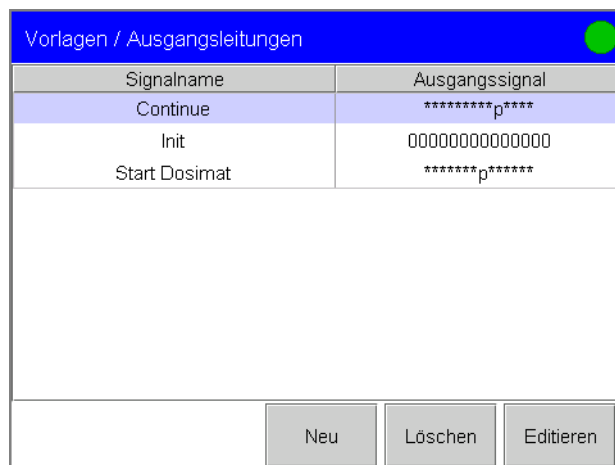 Vorlagen / Ausgangsleitungen
Signalname Ausgangssignal
Continue *********p****
Init 00000000000000
Start Dosimat *******p******
Neu Löschen Editieren